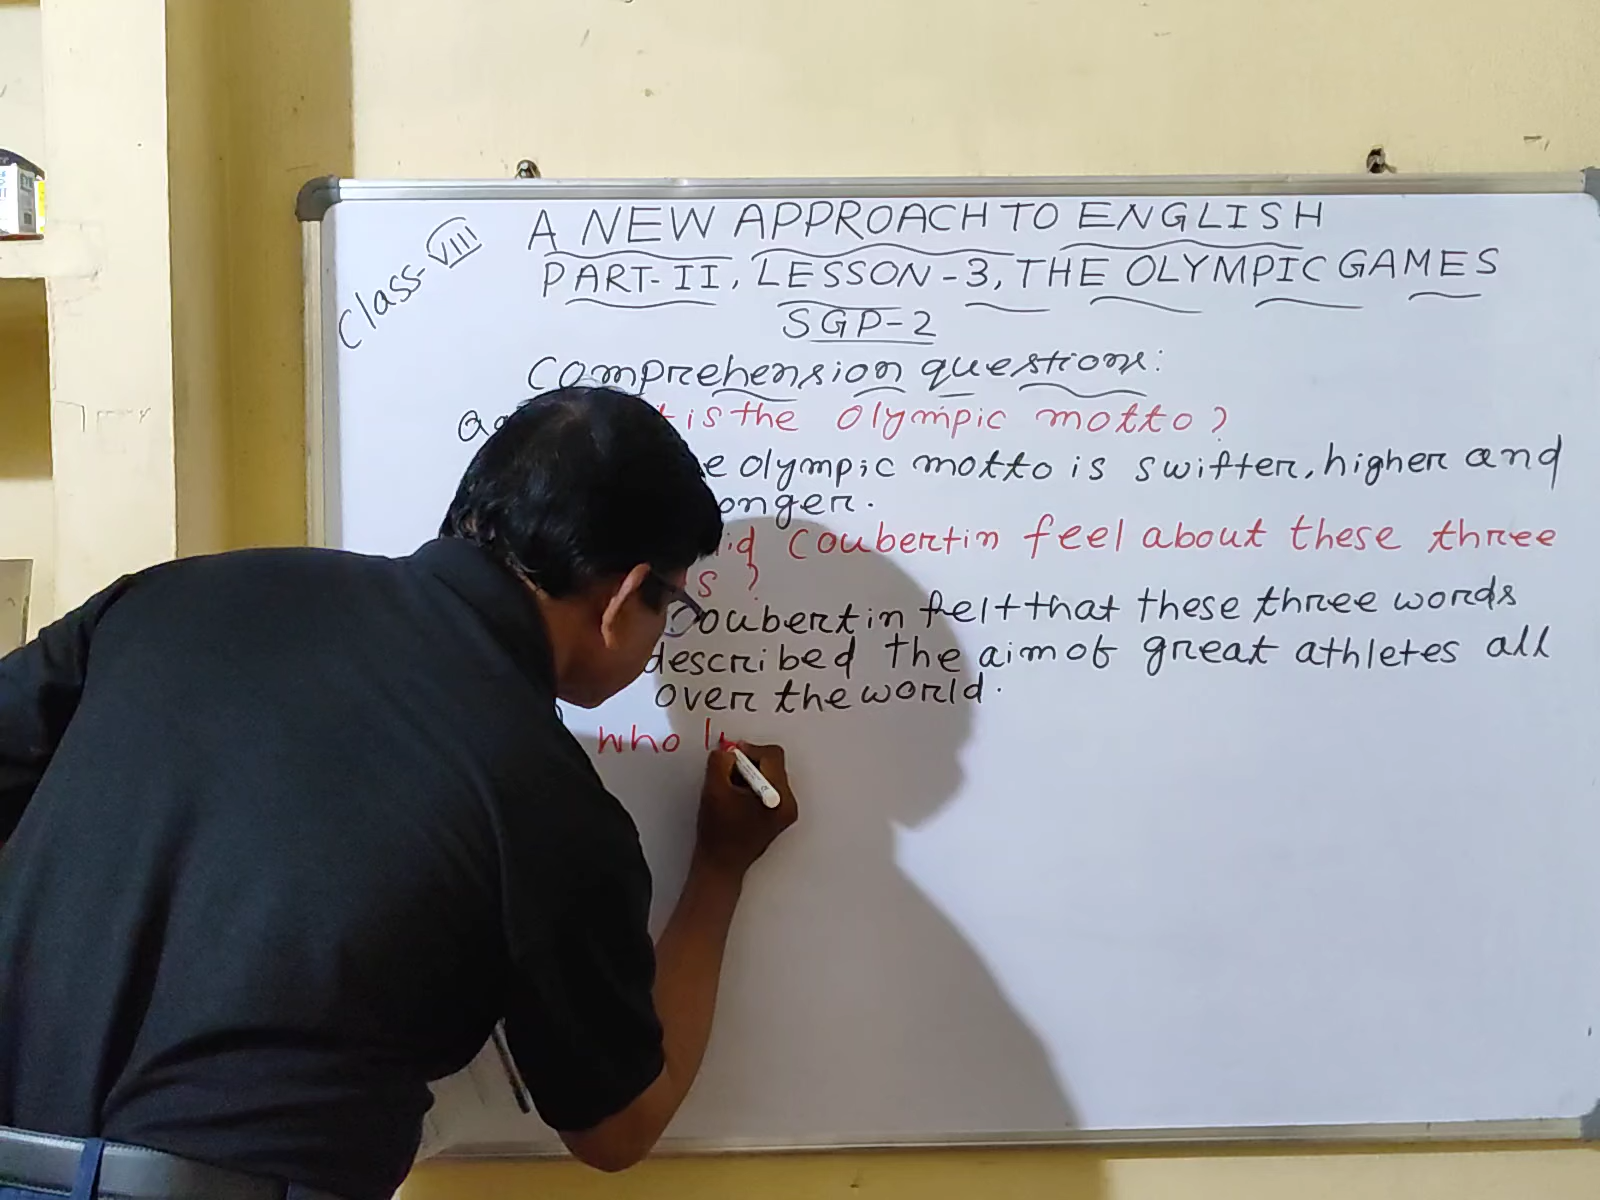 Class-VIII
A NEW APPROACH TO ENGLISH
PART-II, LESSON-3, THE OLYMPIC GAMES
SGP-2
Comprehension questions:
is the Olympic motto?
e Olympic motto is swifter, higher and
onger.
id Coubertin feel about these three
s?
Coubertin felt that these three words
described the aim of great athletes all
over the world.
who